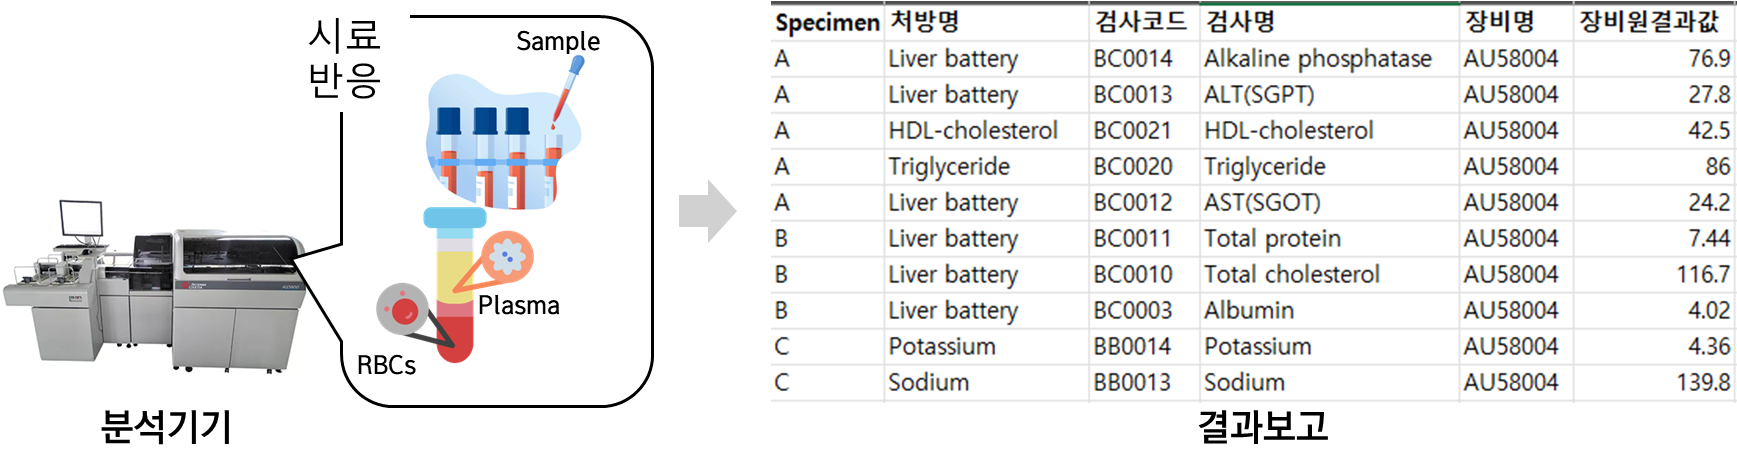 시료
반응
Sample
Plasma
RBCs
분석기기
Specimen 처방명 검사코드 검사명 장비명 장비원결과값
A Liver battery BC0014 Alkaline phosphatase AU58004 76.9
A Liver battery BC0013 ALT(SGPT) AU58004 27.8
A HDL-cholesterol BC0021 HDL-cholesterol AU58004 42.5
A Triglyceride BC0020 Triglyceride AU58004 86
A Liver battery BC0012 AST(SGOT) AU58004 24.2
B Liver battery BC0011 Total protein AU58004 7.44
B Liver battery BC0010 Total cholesterol AU58004 116.7
B Liver battery BC0003 Albumin AU58004 4.02
C Potassium BB0014 Potassium AU58004 4.36
C Sodium BB0013 Sodium AU58004 139.8
결과보고